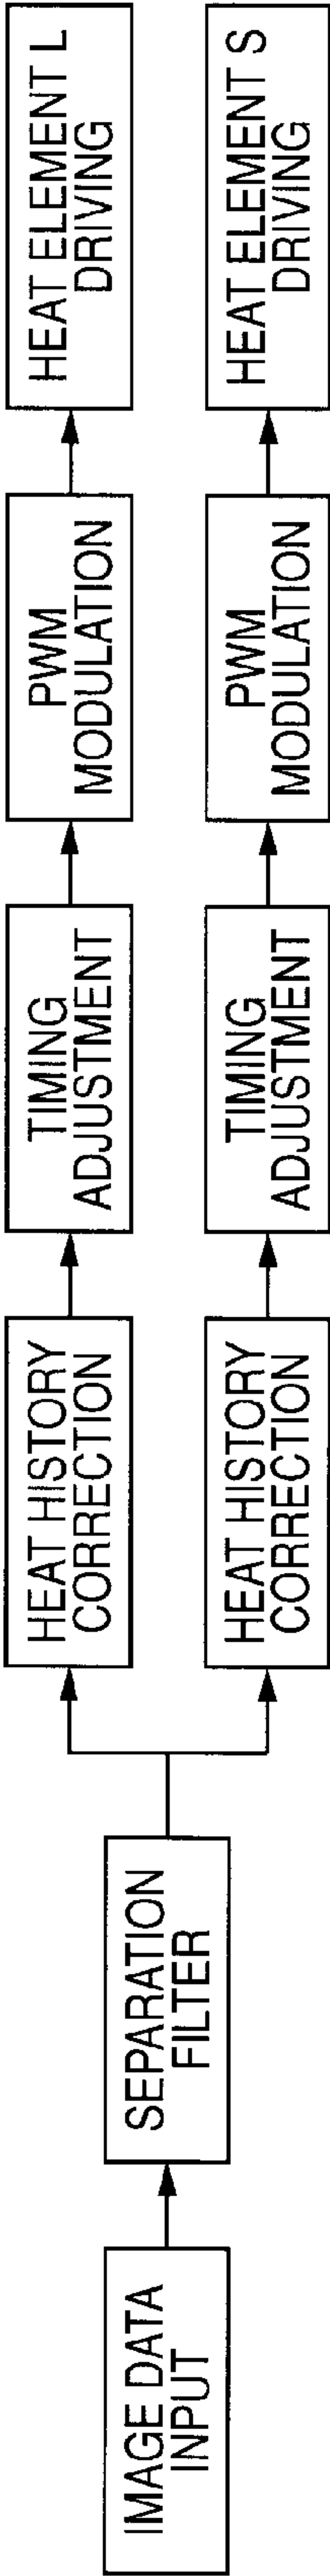 IMAGE DATA
INPUT
SEPARATION
FILTER
HEAT HISTORY
CORRECTION
TIMING
ADJUSTMENT
PWM
MODULATION
HEAT ELEMENT L
DRIVING
HEAT HISTORY
CORRECTION
TIMING
ADJUSTMENT
PWM
MODULATION
HEAT ELEMENT S
DRIVING